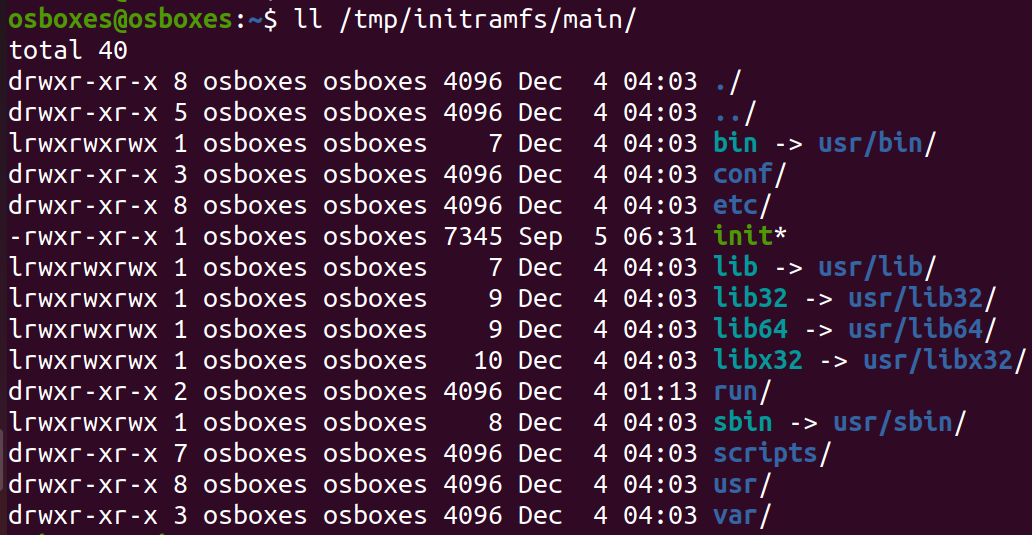 osboxes@osboxes:~$ ll /tmp/initramfs/main/
total 40
drwxr-xr-x 8 osboxes osboxes 4096 Dec  4 04:03 ./
drwxr-xr-x 5 osboxes osboxes 4096 Dec  4 04:03 ../
lrwxrwxrwx 1 osboxes osboxes    7 Dec  4 04:03 bin -> usr/bin/
drwxr-xr-x 3 osboxes osboxes 4096 Dec  4 04:03 conf/
drwxr-xr-x 8 osboxes osboxes 4096 Dec  4 04:03 etc/
-rwxr-xr-x 1 osboxes osboxes 7345 Sep  5 06:31 init*
lrwxrwxrwx 1 osboxes osboxes    7 Dec  4 04:03 lib -> usr/lib/
lrwxrwxrwx 1 osboxes osboxes    9 Dec  4 04:03 lib32 -> usr/lib32/
lrwxrwxrwx 1 osboxes osboxes    9 Dec  4 04:03 lib64 -> usr/lib64/
lrwxrwxrwx 1 osboxes osboxes   10 Dec  4 04:03 libx32 -> usr/libx32/
drwxr-xr-x 2 osboxes osboxes 4096 Dec  4 01:13 run/
lrwxrwxrwx 1 osboxes osboxes    8 Dec  4 04:03 sbin -> usr/sbin/
drwxr-xr-x 7 osboxes osboxes 4096 Dec  4 04:03 scripts/
drwxr-xr-x 8 osboxes osboxes 4096 Dec  4 04:03 usr/
drwxr-xr-x 3 osboxes osboxes 4096 Dec  4 04:03 var/